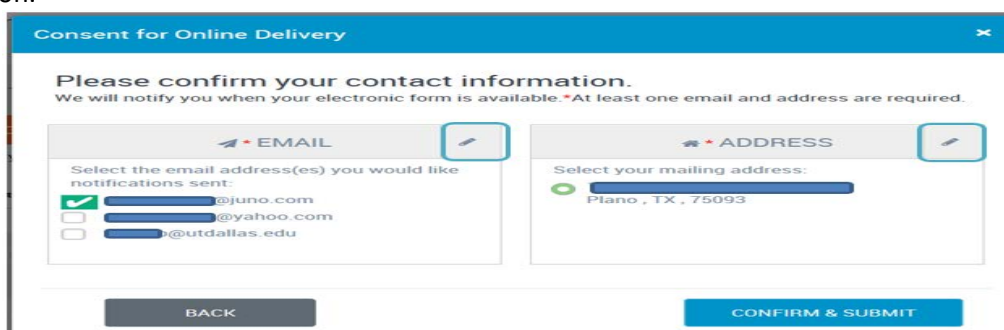 Consent for Online Delivery
Please confirm your contact information.
We will notify you when your electronic form is available.*At least one email and address are required.
* EMAIL
Select the email address(es) you would like
notifications sent:
@juno.com
@yahoo.com
@utdallas.edu
* ADDRESS
Select your mailing address:
Plano , TX , 75093
BACK
CONFIRM & SUBMIT